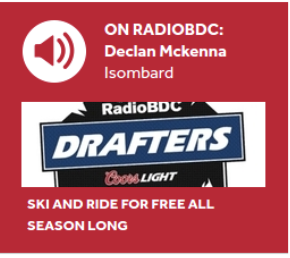 ON RADIOBDC:
Declan Mckenna
Isombard
RadioBDC
DRAFTERS
Coors LIGHT
SKI AND RIDE FOR FREE ALL
SEASON LONG